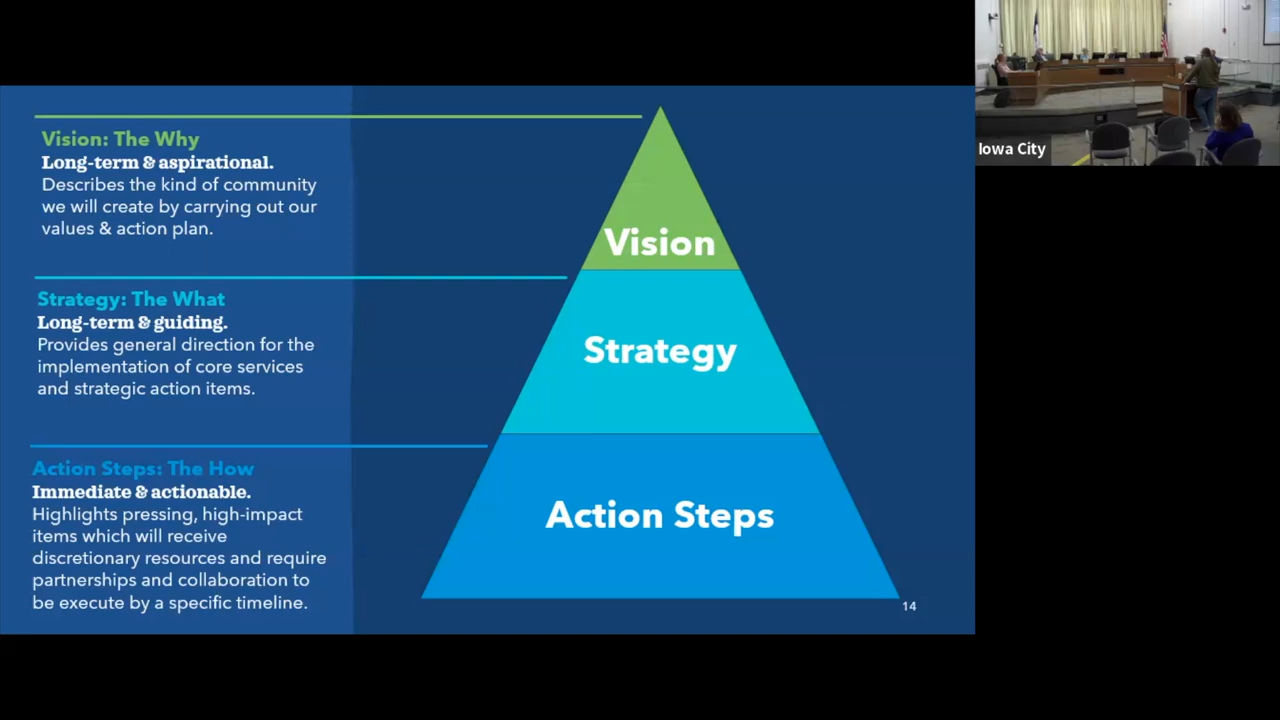 Vision: The Why
Long-term & aspirational.
Describes the kind of community
we will create by carrying out our
values & action plan.
Strategy: The What
Long-term & guiding.
Provides general direction for the
implementation of core services
and strategic action items.
Action Steps: The How
Immediate & actionable.
Highlights pressing, high-impact
items which will receive
discretionary resources and require
partnerships and collaboration to
be execute by a specific timeline.
Vision
Strategy
Action Steps
14
Iowa City